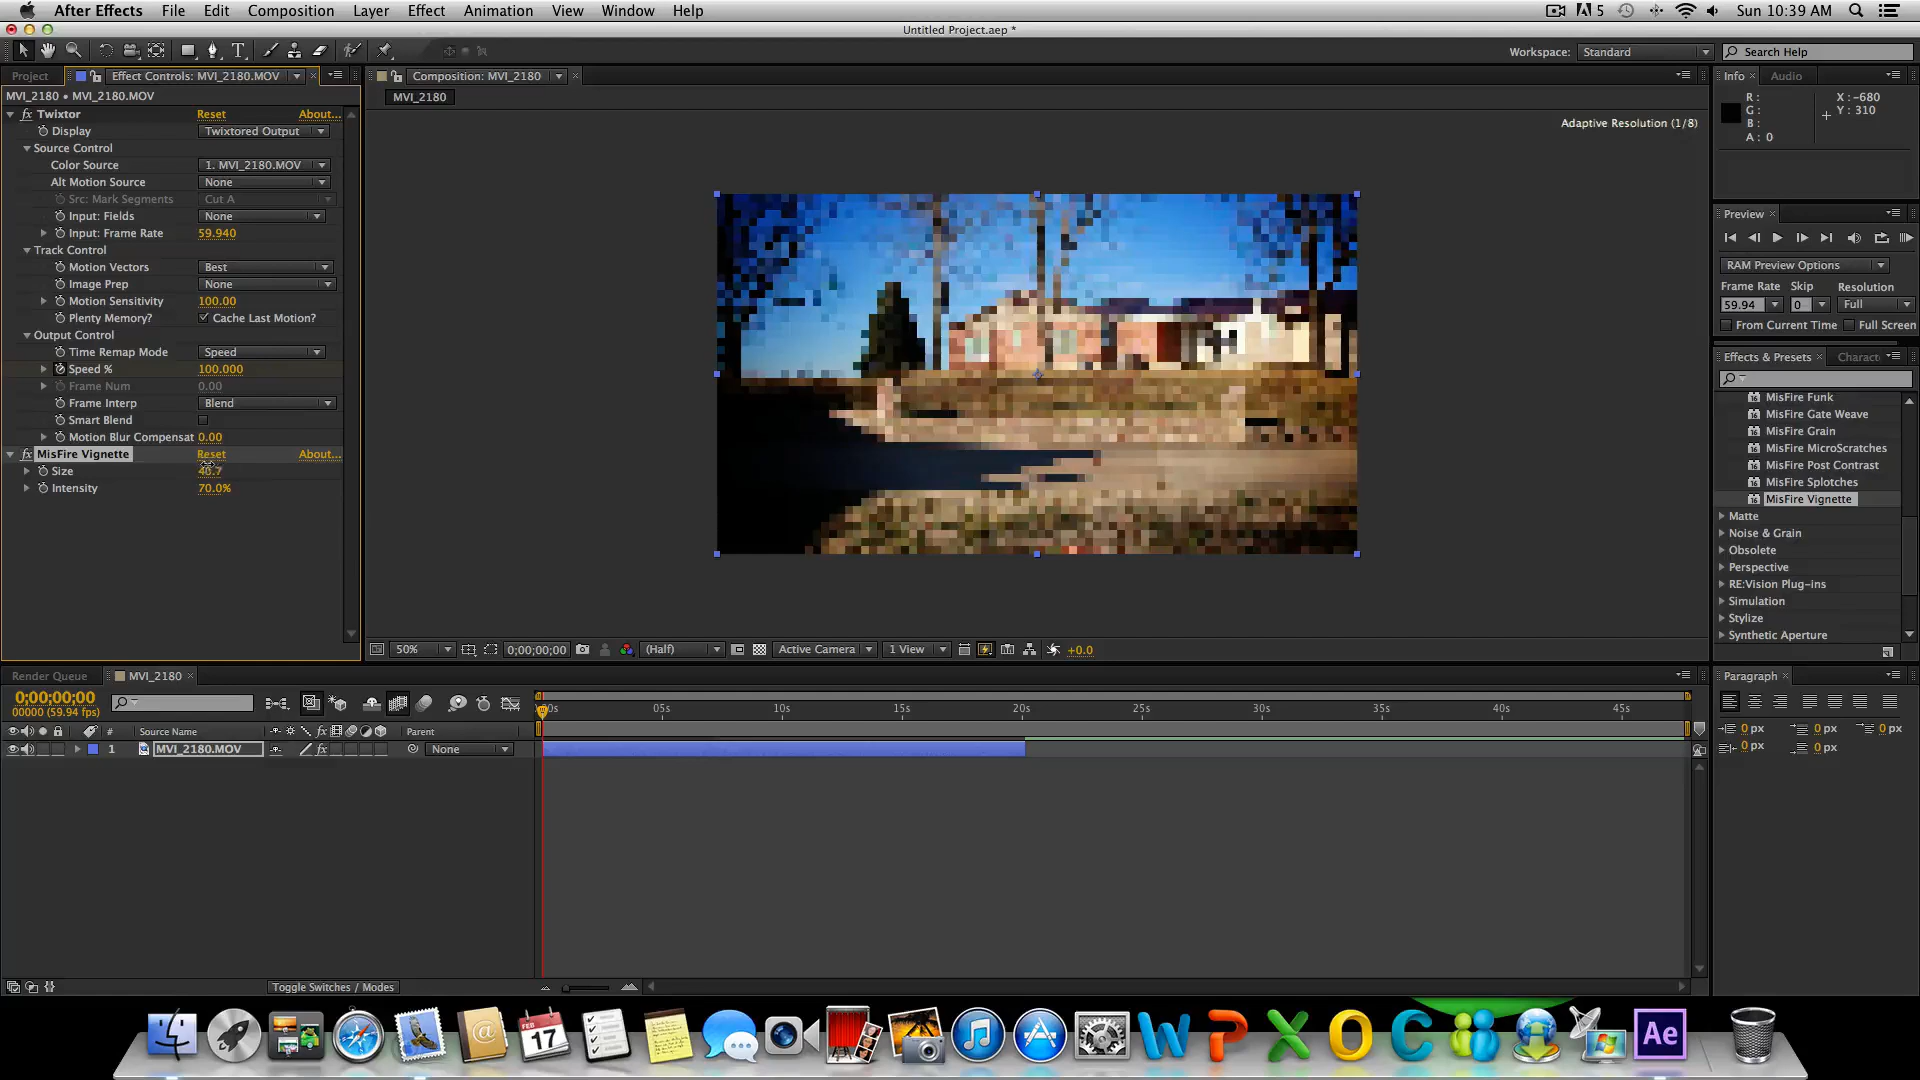 After Effects File Edit Composition Layer Effect Animation View Window Help 5 Sun 10:39 AM
Untitled Project.aep *
Workspace: Standard Search Help
Project Effect Controls: MVI_2180.MOV Composition: MVI_2180 Info Audio
MVI_2180 • MVI_2180.MOV
MVI_2180
R: X: -680
G: Y: 310
B:
A: 0
Adaptive Resolution (1/8)
fx Twixtor Reset About...
Display Twixtored Output
Source Control
Color Source 1. MVI_2180.MOV
Alt Motion Source None
Src: Mark Segments Cut A
Input: Fields None
Input: Frame Rate 59.940
Track Control
Motion Vectors Best
Image Prep None
Motion Sensitivity 100.00
Plenty Memory? Cache Last Motion?
Output Control
Time Remap Mode Speed
Speed % 100.000
Frame Num 0.00
Frame Interp Blend
Smart Blend
Motion Blur Compensat 0.00
fx MisFire Vignette Reset About...
Size
Intensity 70.0%
Preview
RAM Preview Options
Frame Rate Skip Resolution
59.94 0 Full
From Current Time Full Screen
Effects & Presets Charact
MisFire Funk
MisFire Gate Weave
MisFire Grain
MisFire MicroScratches
MisFire Post Contrast
MisFire Splotches
MisFire Vignette
Matte
Noise & Grain
Obsolete
Perspective
RE:Vision Plug-ins
Simulation
Stylize
Synthetic Aperture
50% 0;00;00;00 (Half) Active Camera 1 View +0.0
Render Queue MVI_2180
0;00;00;00
00000 (59.94 fps)
05s 10s 15s 20s 25s 30s 35s 40s 45s
# Source Name fx Parent
1 MVI_2180.MOV fx None
Toggle Switches / Modes
Paragraph
0 px 0 px 0 px
0 px 0 px
FEB
17
W P X O C Ae